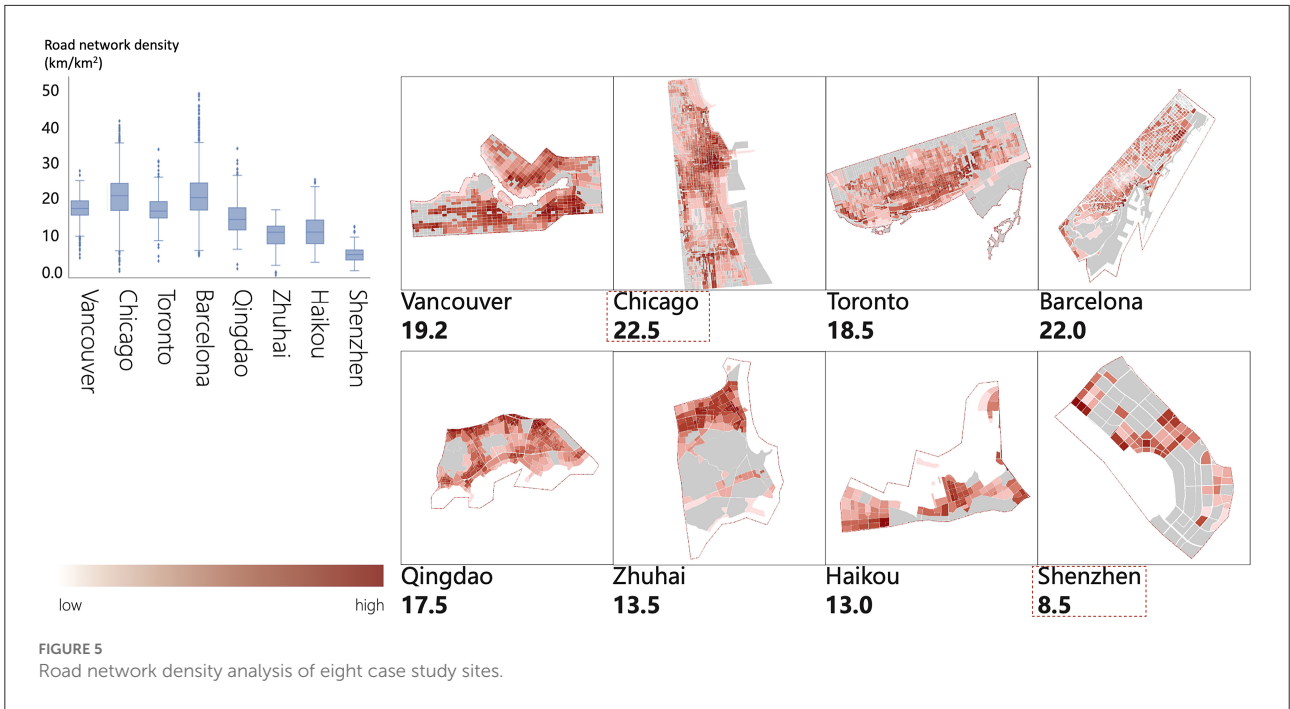 Road network density
(km/km²)
50
40
30
20
10
0.0
Vancouver
Chicago
Toronto
Barcelona
Qingdao
Zhuhai
Haikou
Shenzhen
Vancouver
19.2
Chicago
22.5
Toronto
18.5
Barcelona
22.0
Qingdao
17.5
Zhuhai
13.5
Haikou
13.0
Shenzhen
8.5
low
high
FIGURE 5
Road network density analysis of eight case study sites.